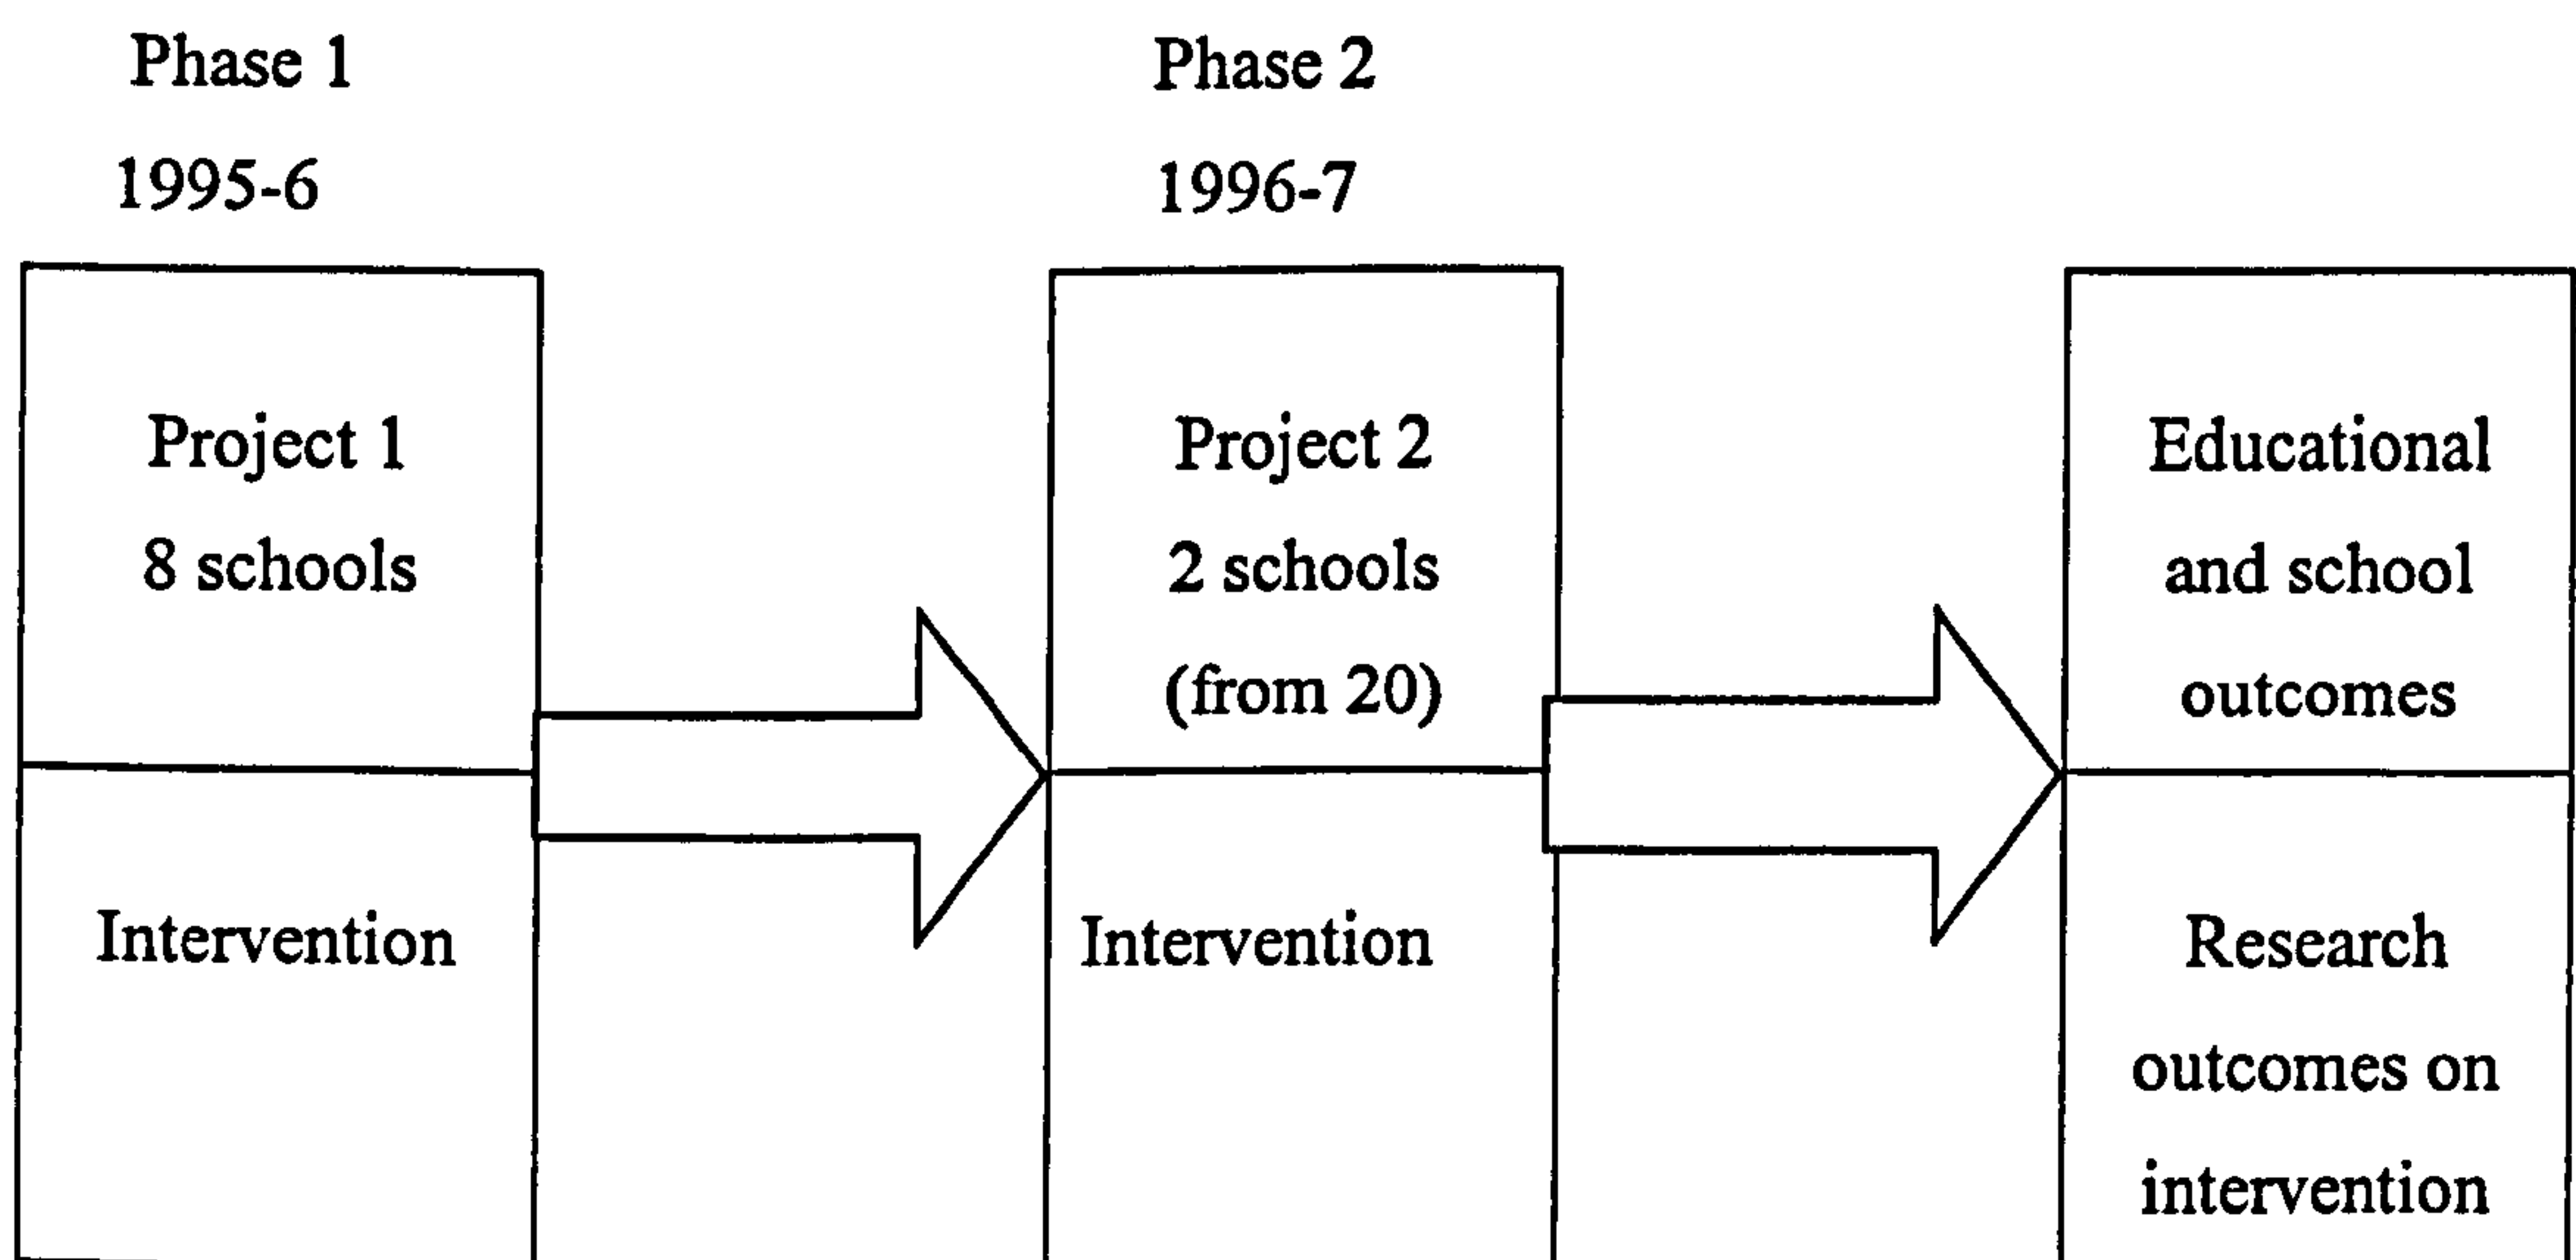 Phase 1
1995-6
Phase 2
1996-7
Project 1
8 schools
Intervention
Project 2
2 schools
(from 20)
Intervention
Educational
and school
outcomes
Research
outcomes on
intervention